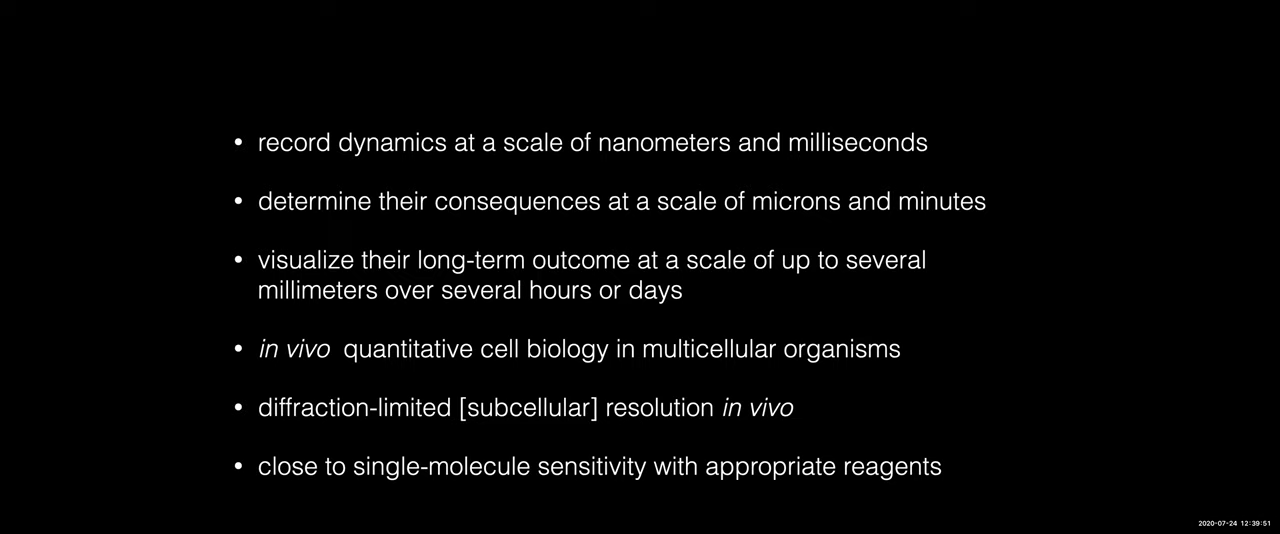 • record dynamics at a scale of nanometers and milliseconds
• determine their consequences at a scale of microns and minutes
• visualize their long-term outcome at a scale of up to several
millimeters over several hours or days
• in vivo quantitative cell biology in multicellular organisms
• diffraction-limited [subcellular] resolution in vivo
• close to single-molecule sensitivity with appropriate reagents
2020-07-24 12:39:51